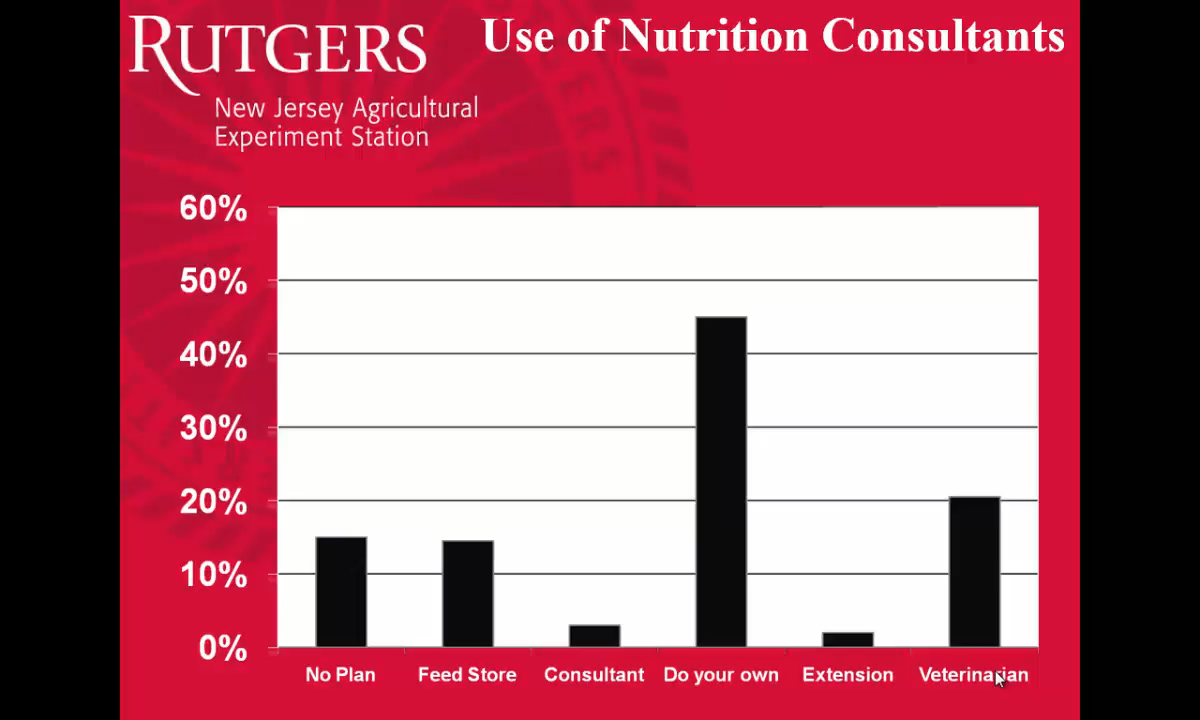 RUTGERS
New Jersey Agricultural
Experiment Station
Use of Nutrition Consultants
60%
50%
40%
30%
20%
10%
0%
No Plan
Feed Store
Consultant
Do your own
Extension
Veterinarian